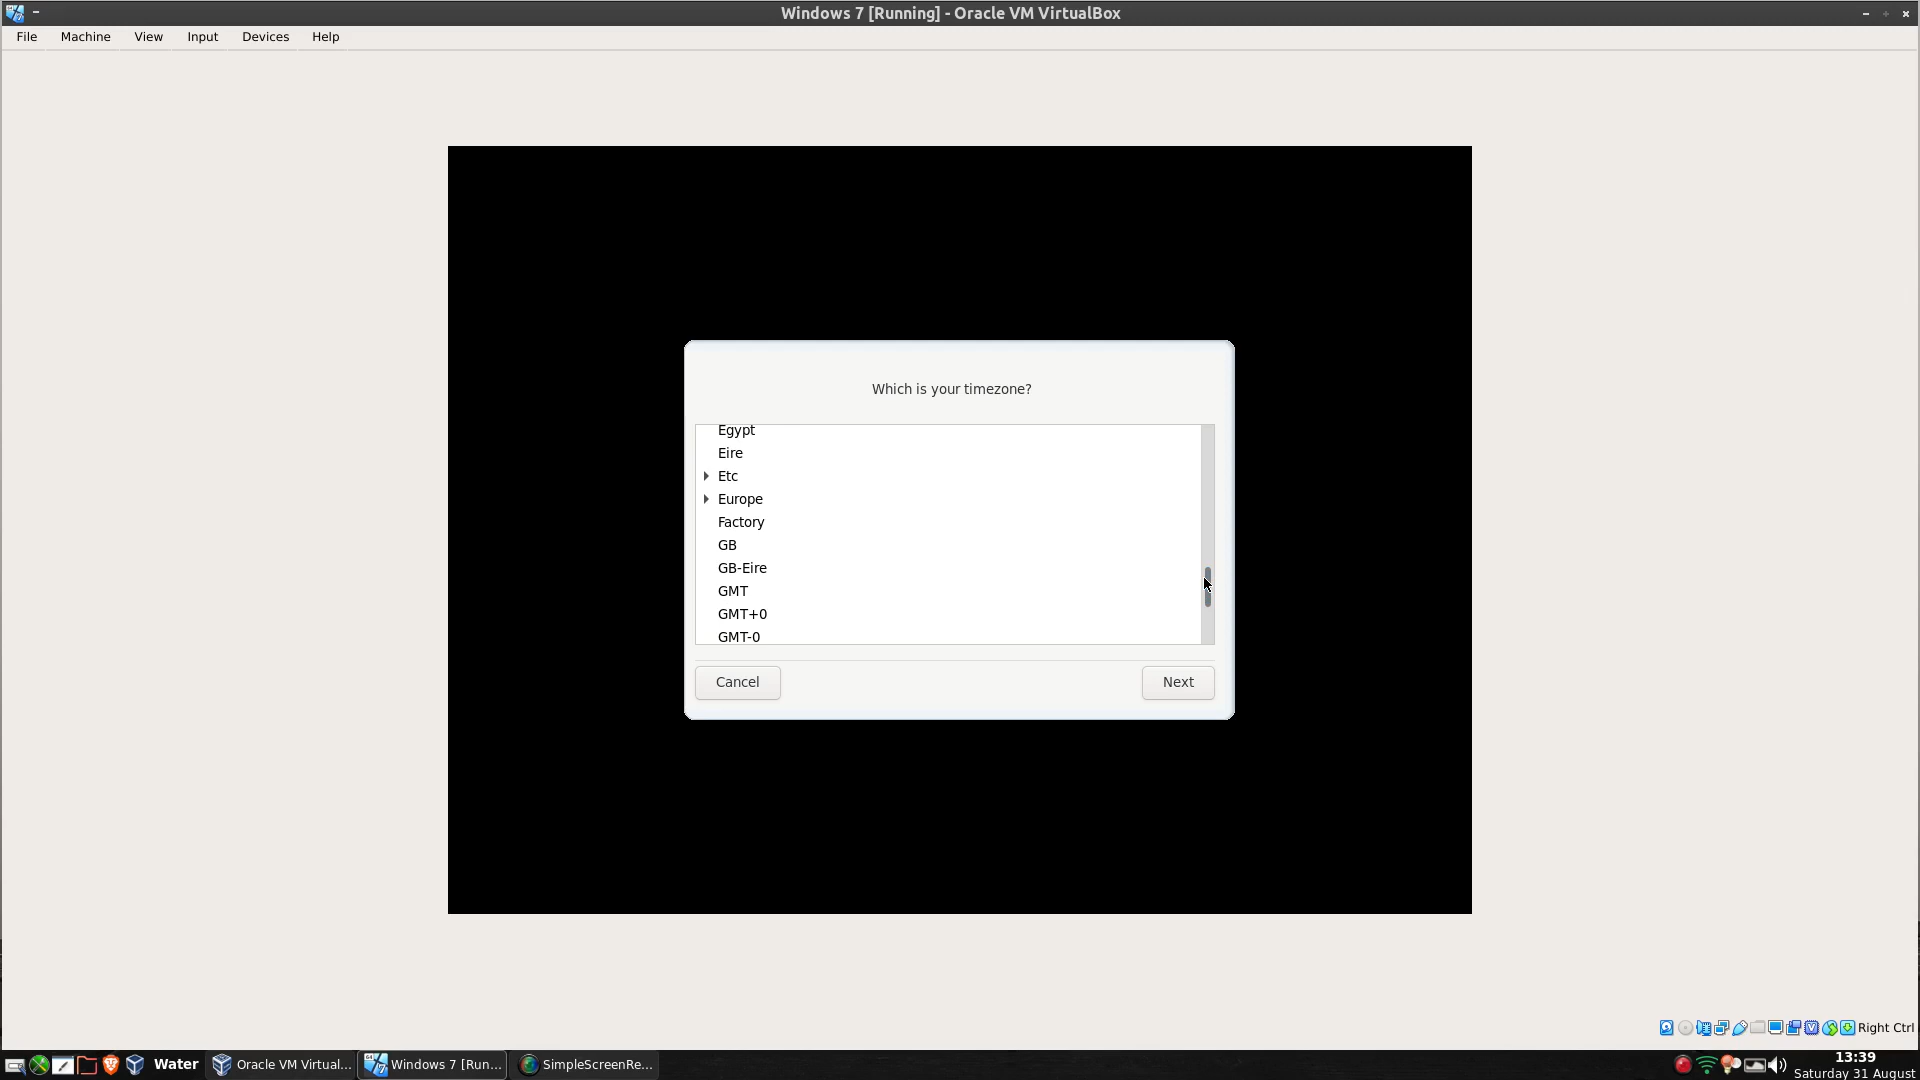 Windows 7 [Running] - Oracle VM VirtualBox
File Machine View Input Devices Help
Which is your timezone?
Egypt
Eire
Etc
Europe
Factory
GB
GB-Eire
GMT
GMT+0
GMT-0
Cancel Next
Right Ctrl
Water Oracle VM Virtual... Windows 7 [Run... SimpleScreenRe... 13:39
Saturday 31 August